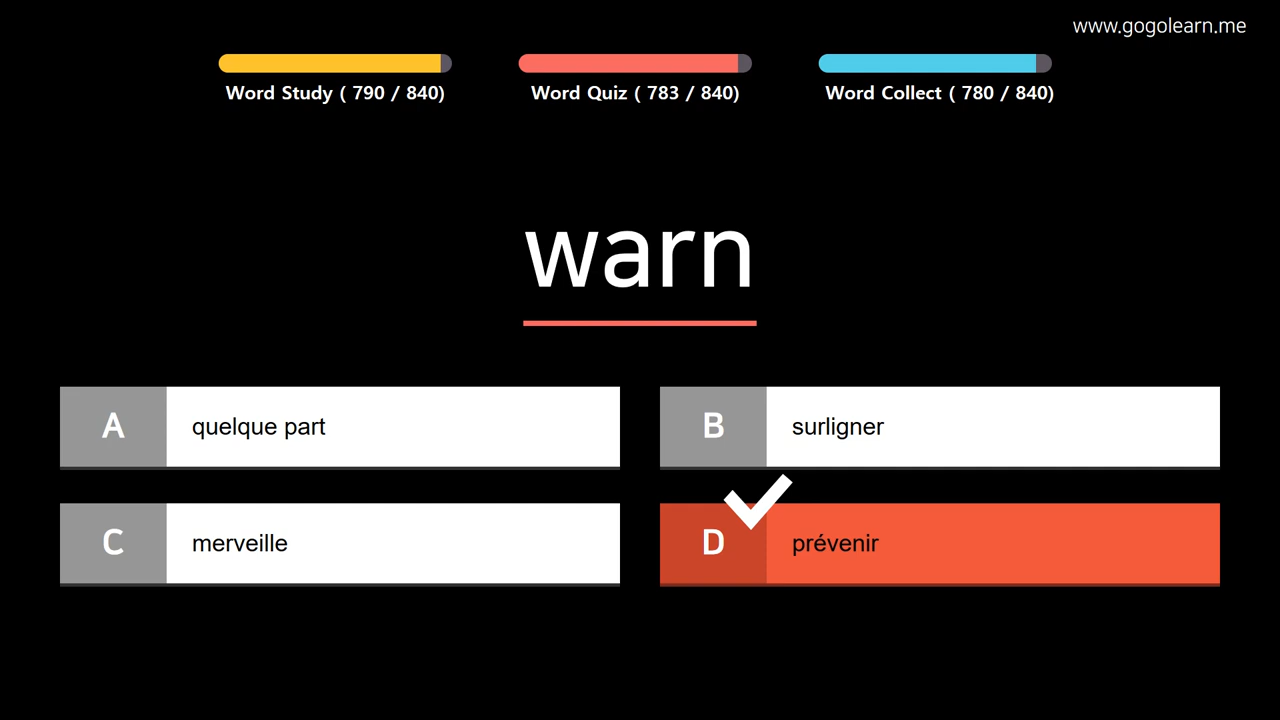 www.gogolearn.me
Word Study ( 790 / 840)
Word Quiz ( 783 / 840)
Word Collect ( 780 / 840)
warn
A quelque part
B surligner
C merveille
D prévenir